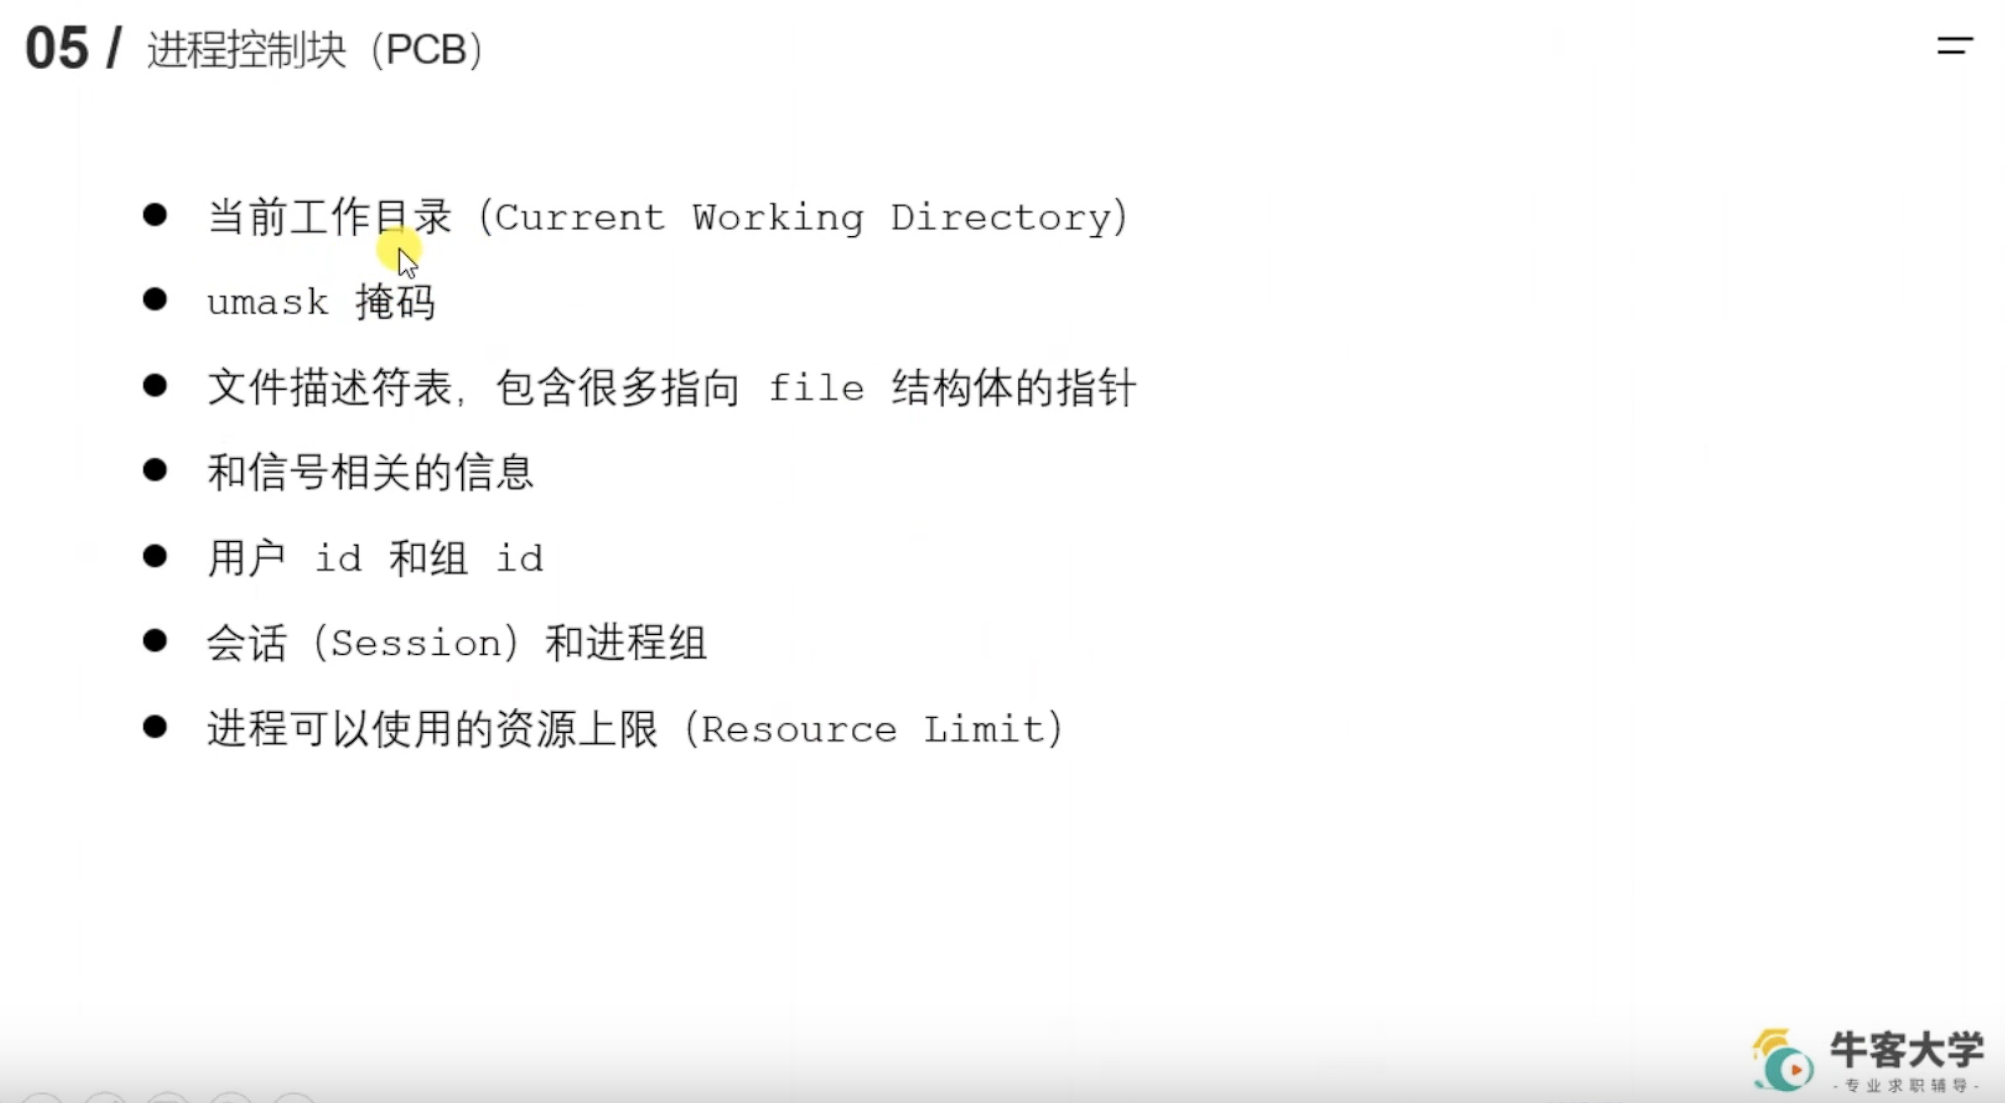 05 / 进程控制块（PCB）
● 当前工作目录（Current Working Directory）
● umask 掩码
● 文件描述符表，包含很多指向 file 结构体的指针
● 和信号相关的信息
● 用户 id 和组 id
● 会话（Session）和进程组
● 进程可以使用的资源上限（Resource Limit）
牛客大学
-专业求职辅导-